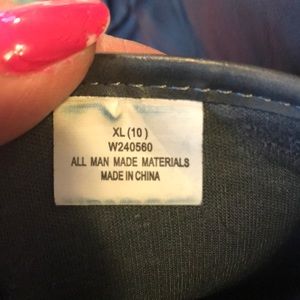 XL (10)
W240560
ALL MAN MADE MATERIALS
MADE IN CHINA